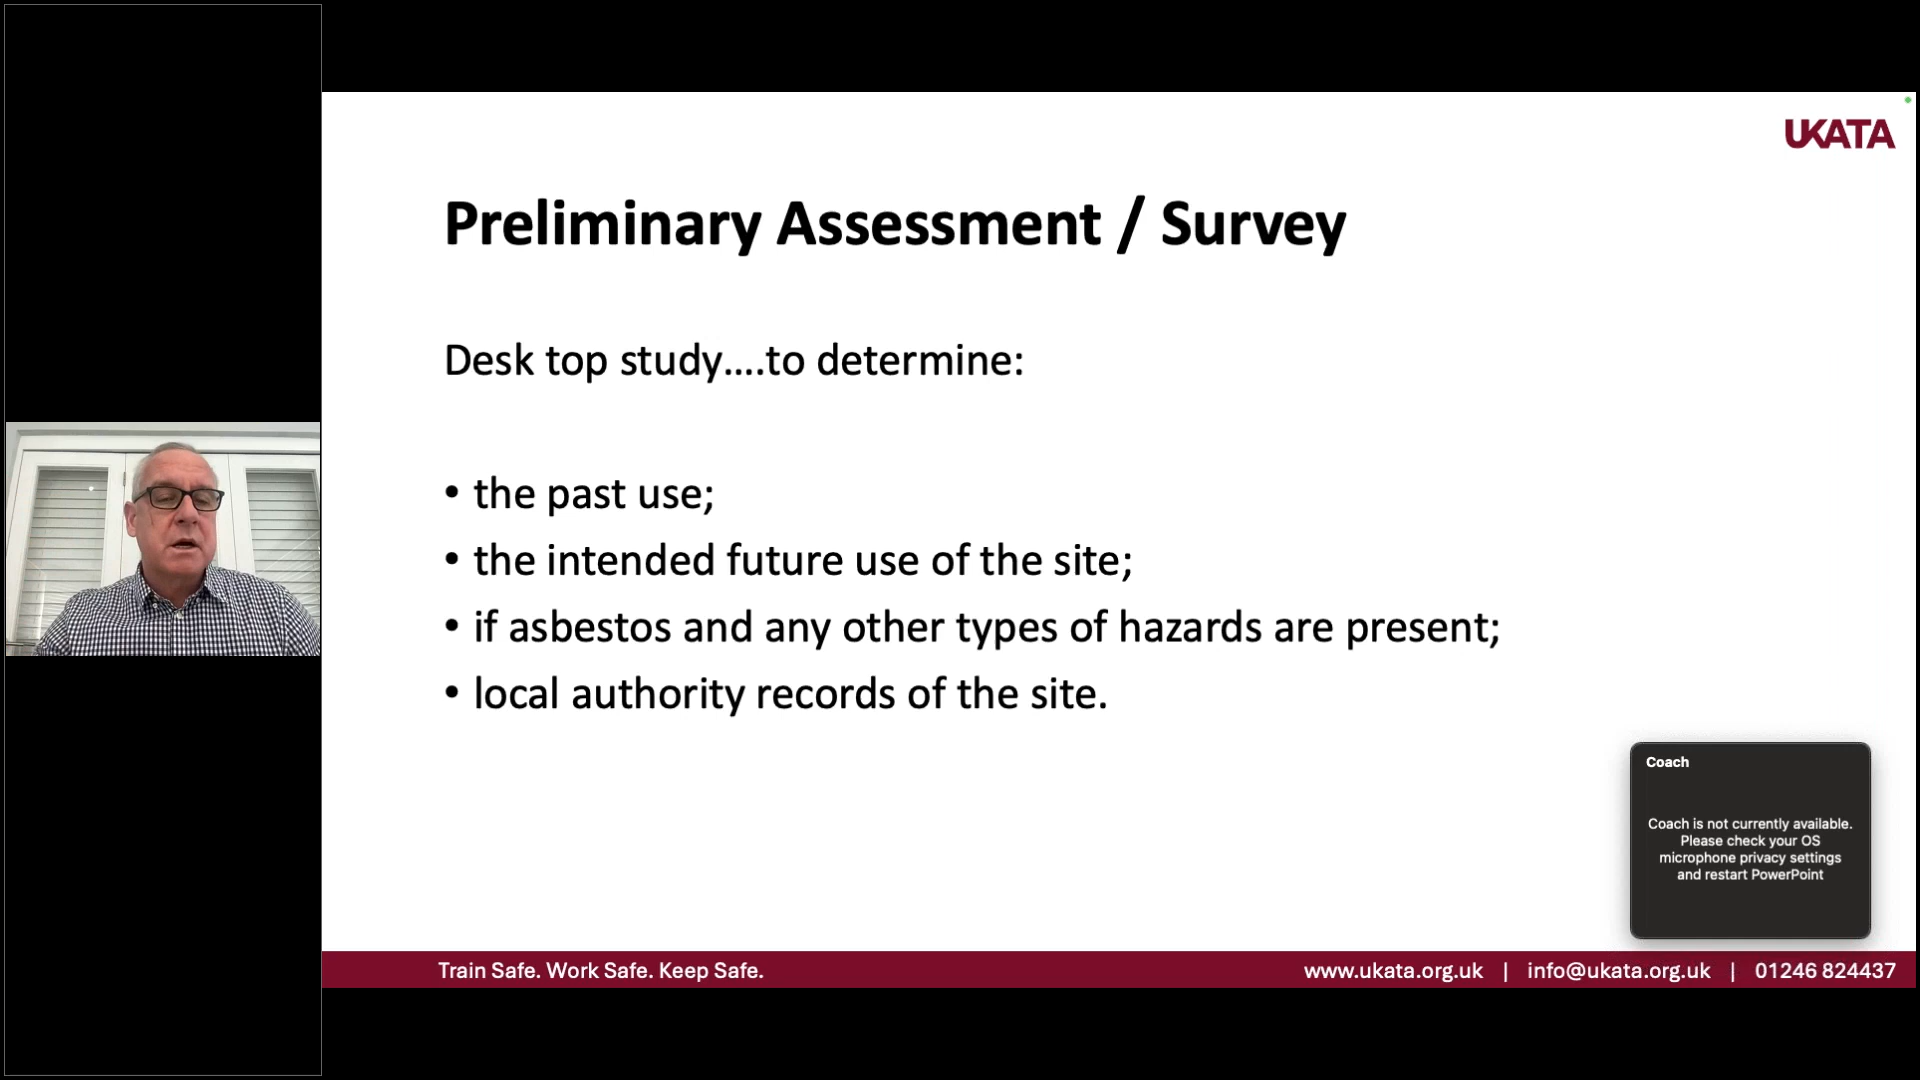 UKATA
Preliminary Assessment / Survey
Desk top study....to determine:
• the past use;
• the intended future use of the site;
• if asbestos and any other types of hazards are present;
• local authority records of the site.
Coach
Coach is not currently available.
Please check your OS
microphone privacy settings
and restart PowerPoint
Train Safe. Work Safe. Keep Safe.
www.ukata.org.uk | info@ukata.org.uk | 01246 824437